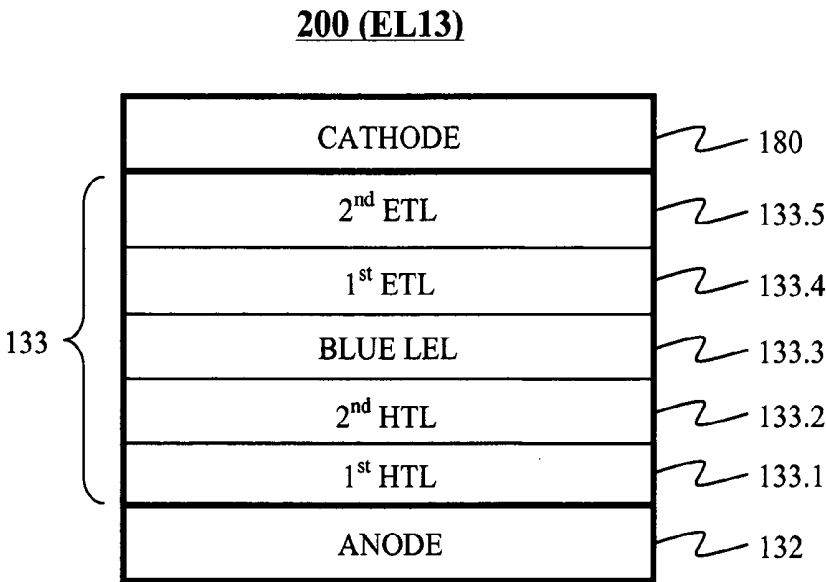 200 (EL13)
CATHODE 180
2nd ETL 133.5
1st ETL 133.4
133 BLUE LEL 133.3
2nd HTL 133.2
1st HTL 133.1
ANODE 132